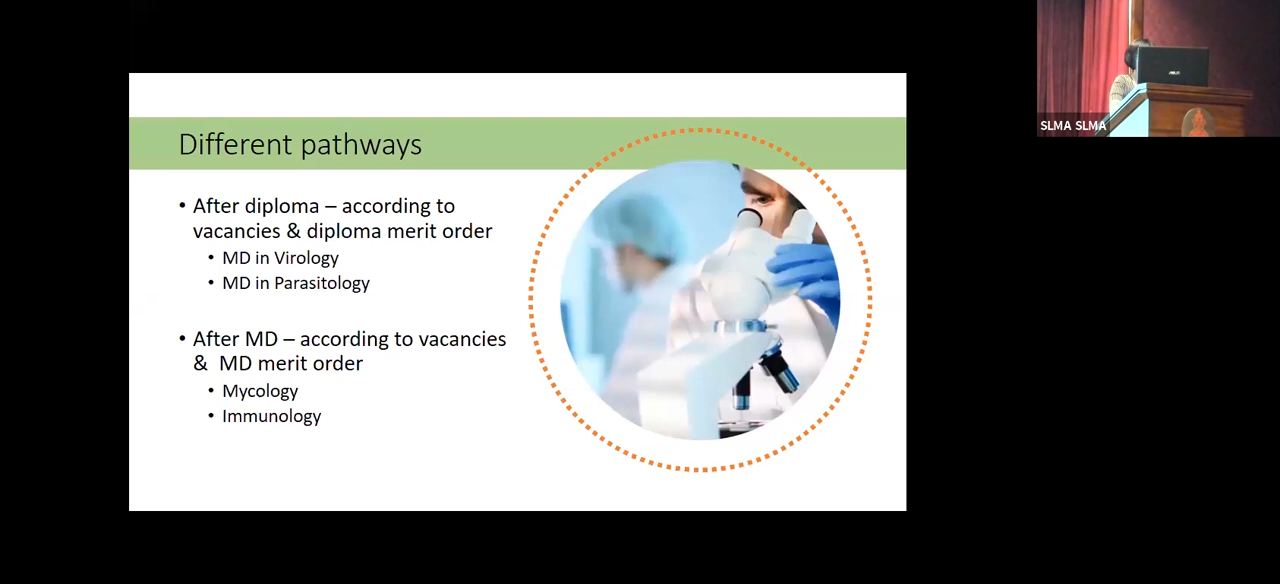 Different pathways
• After diploma – according to
vacancies & diploma merit order
• MD in Virology
• MD in Parasitology
• After MD – according to vacancies
& MD merit order
• Mycology
• Immunology
SLMA SLMA
ASUS